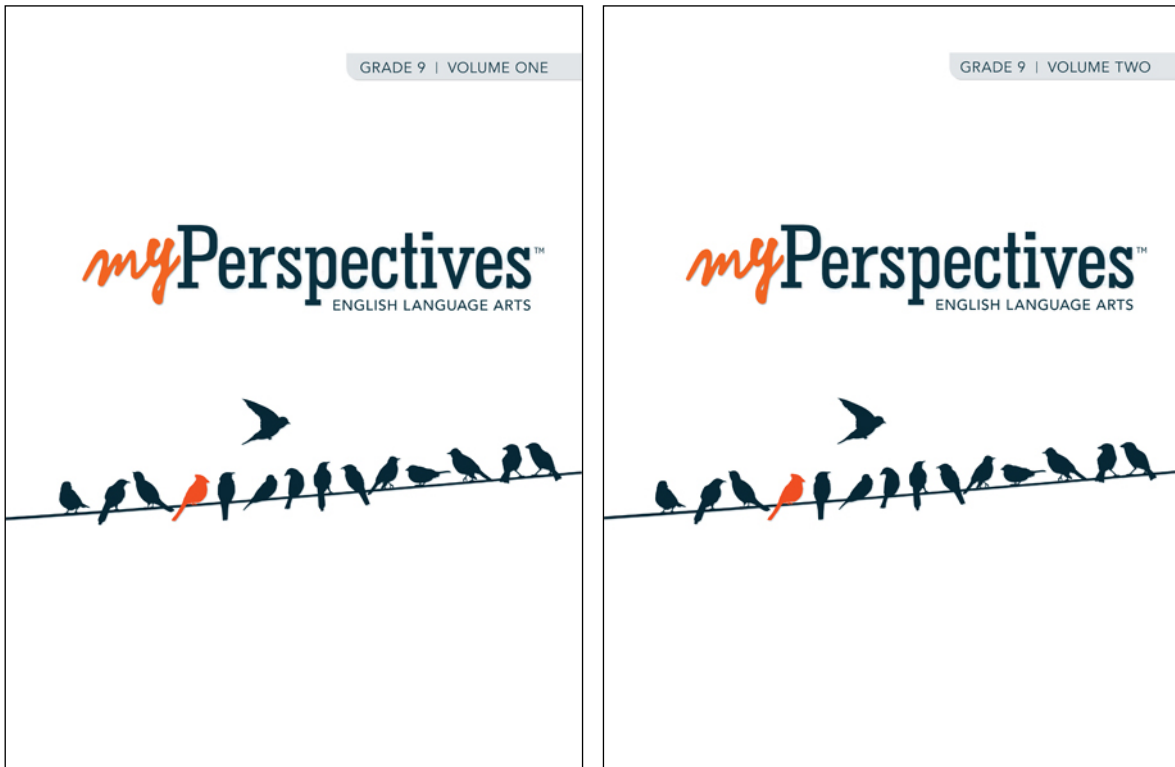 GRADE 9 | VOLUME ONE
myPerspectives™
ENGLISH LANGUAGE ARTS
GRADE 9 | VOLUME TWO
myPerspectives™
ENGLISH LANGUAGE ARTS